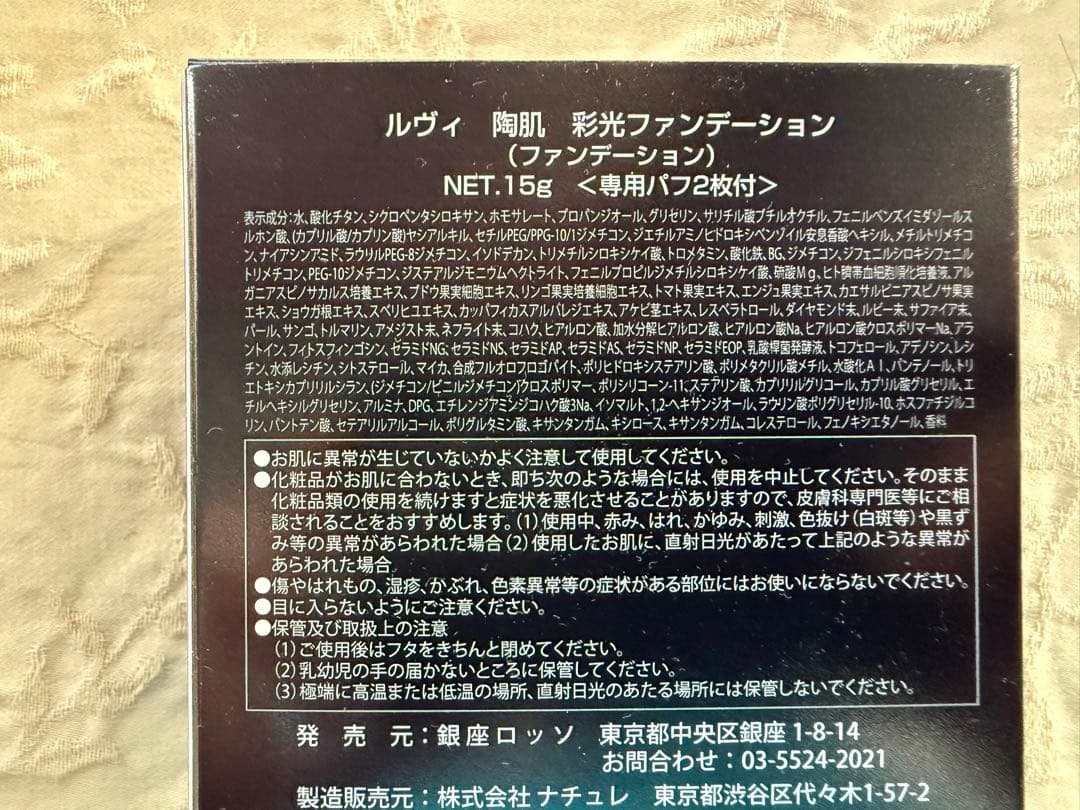 ルヴィ 陶肌 彩光ファンデーション
（ファンデーション）
NET.15g ＜専用パフ2枚付＞
表示成分：水、酸化チタン、シクロペンタシロキサン、ホモサレート、プロパンジオール、グリセリン、サリチル酸ブチルオクチル、フェニルベンズイミダゾールス
ルホン酸、(カプリル酸/カプリン酸)ヤシアルキル、セチルPEG/PPG-10/1ジメチコン、ジエチルアミノヒドロキシベンゾイル安息香酸ヘキシル、メチルトリメチコ
ン、ナイアシンアミド、ラウリルPEG-8ジメチコン、イソドデカン、トリメチルシロキシケイ酸、トロメタミン、酸化鉄、BG、ジメチコン、ジフェニルシロキシフェニル
トリメチコン、PEG-10ジメチコン、ジステアルジモニウムヘクトライト、フェニルプロピルジメチルシロキシケイ酸、硫酸Mg、ヒト臍帯血細胞順化培養液、アル
ガニアスピノサカルス培養エキス、ブドウ果実細胞エキス、リンゴ果実培養細胞エキス、トマト果実エキス、エンジュ果実エキス、カエサルピニアスピノサ果実
エキス、ショウガ根エキス、スベリヒユエキス、カッパフィカスアルバレジエキス、アケビ茎エキス、レスベラトロール、ダイヤモンド末、ルビー末、サファイア末、
パール、サンゴ、トルマリン、アメジスト末、ネフライト末、コハク、ヒアルロン酸、加水分解ヒアルロン酸、ヒアルロン酸Na、ヒアルロン酸クロスポリマーNa、アラ
ントイン、フィトスフィンゴシン、セラミドNG、セラミドNS、セラミドAP、セラミドAS、セラミドNP、セラミドEOP、乳酸桿菌発酵液、トコフェロール、アデノシン、レシ
チン、水添レシチン、シトステロール、マイカ、合成フルオロフロゴパイト、ポリヒドロキシステアリン酸、ポリメタクリル酸メチル、水酸化Al、パンテノール、トリ
エトキシカプリリルシラン、(ジメチコン/ビニルジメチコン)クロスポリマー、ポリシリコーン-11、ステアリン酸、カプリリルグリコール、カプリル酸グリセリル、エ
チルヘキシルグリセリン、アルミナ、DPG、エチレンジアミンジコハク酸3Na、イソマルト、1,2-ヘキサンジオール、ラウリン酸ポリグリセリル-10、ホスファチジルコ
リン、パントテン酸、セテアリルアルコール、ポリグルタミン酸、キサンタンガム、キシロース、キサンタンガム、コレステロール、フェノキシエタノール、香料
●お肌に異常が生じていないかよく注意して使用してください。
●化粧品がお肌に合わないとき、即ち次のような場合には、使用を中止してください。そのまま
化粧品類の使用を続けますと症状を悪化させることがありますので、皮膚科専門医等にご相
談されることをおすすめします。（1）使用中、赤み、はれ、かゆみ、刺激、色抜け（白斑等）や黒ず
み等の異常があらわれた場合（2）使用したお肌に、直射日光があたって上記のような異常が
あらわれた場合
●傷やはれもの、湿疹、かぶれ、色素異常等の症状がある部位にはお使いにならないでください。
●目に入らないようにご注意ください。
●保管及び取扱上の注意
（1）ご使用後はフタをきちんと閉めてください。
（2）乳幼児の手の届かないところに保管してください。
（3）極端に高温または低温の場所、直射日光のあたる場所には保管しないでください。
発 売 元：銀座ロッソ 東京都中央区銀座 1-8-14
お問合わせ：03-5524-2021
製造販売元：株式会社 ナチュレ 東京都渋谷区代々木1-57-2